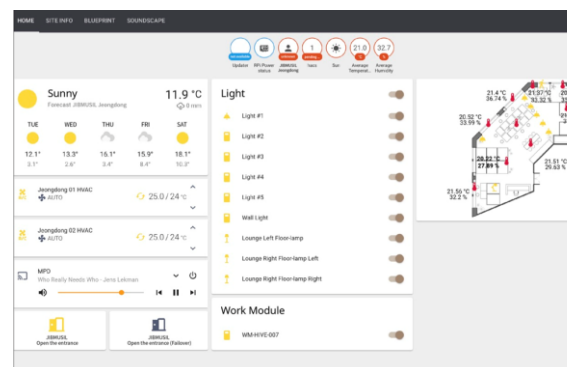 HOME SITE INFO BLUEPRINT SOUNDSCAPE
1 21.0 32.7
Updater RPi Power status JIBMUSIL Jeongdong Sun Average Temperat.. Average Humidity
Sunny 11.9 °C
Forecast JIBMUSIL Jeongdong 0 mm
TUE WED THU FRI SAT
12.1° 13.3° 16.1° 15.9° 18.1°
3.1° 2.6° 3.4° 8.4° 10.3°
Jeongdong 01 HVAC
AUTO 25.0 / 24 °C
Jeongdong 02 HVAC
AUTO 25.0 / 24 °C
MPD
Who Really Needs Who - Jens Lekman
JIBMUSIL
Open the entrance
JIBMUSIL
Open the entrance (Failover)
Light
Light #1
Light #2
Light #3
Light #4
Light #5
Wall Light
Lounge Left Floor-lamp
Lounge Right Floor-lamp Left
Lounge Right Floor-lamp Right
Work Module
WM-HIVE-007
21.4 °C
36.74 %
21.37 °C
33.32 %
20.52 °C
33.99 %
20.22 °C
27.89 %
21.51 °C
29.63 %
21.56 °C
32.2 %